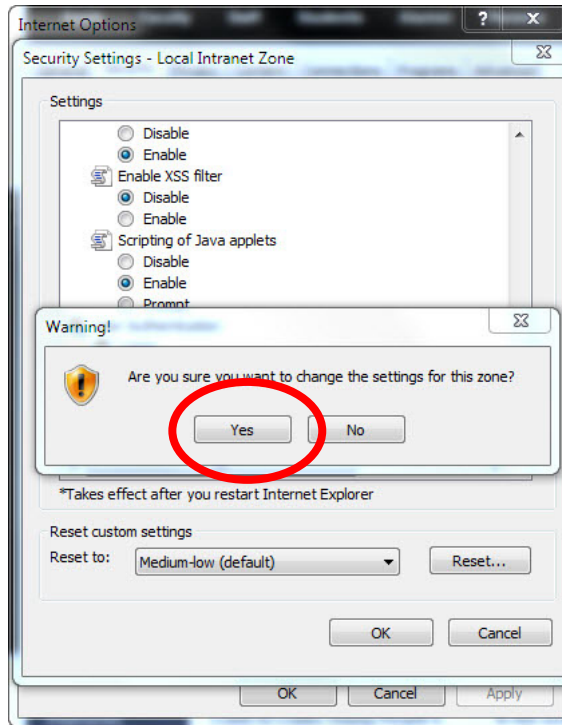 Internet Options
Security Settings - Local Intranet Zone
Settings
Disable
Enable
Enable XSS filter
Disable
Enable
Scripting of Java applets
Disable
Enable
Prompt
Warning!
Are you sure you want to change the settings for this zone?
Yes No
*Takes effect after you restart Internet Explorer
Reset custom settings
Reset to: Medium-low (default) Reset...
OK Cancel
OK Cancel Apply